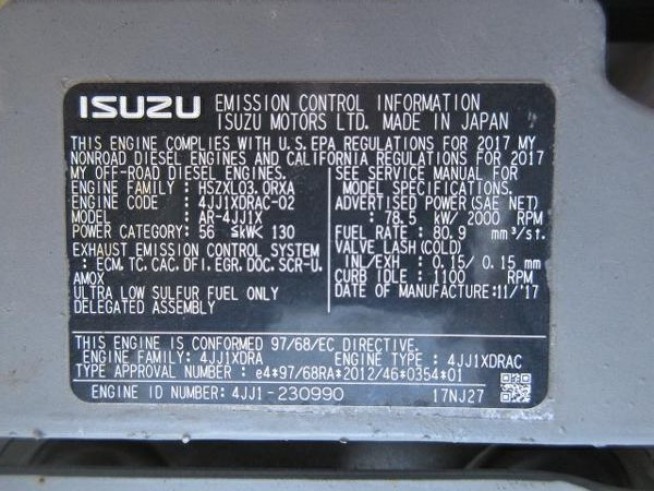 ISUZU EMISSION CONTROL INFORMATION
ISUZU MOTORS LTD. MADE IN JAPAN
THIS ENGINE COMPLIES WITH U.S.EPA REGULATIONS FOR 2017 MY
NONROAD DIESEL ENGINES AND CALIFORNIA REGULATIONS FOR 2017
MY OFF-ROAD DIESEL ENGINES.
ENGINE FAMILY : HSZXL03.0RXA
ENGINE CODE : 4JJ1XDRAC-02
MODEL : AR-4JJ1X
POWER CATEGORY: 56 ≤kW< 130
EXHAUST EMISSION CONTROL SYSTEM
: ECM,TC,CAC,DFI,EGR,DOC,SCR-U,
AMOX
ULTRA LOW SULFUR FUEL ONLY
DELEGATED ASSEMBLY
SEE SERVICE MANUAL FOR
MODEL SPECIFICATIONS.
ADVERTISED POWER(SAE NET)
: 78.5 kW/ 2000 RPM
FUEL RATE : 80.9 mm³/st.
VALVE LASH(COLD)
INL/EXH : 0.15/ 0.15 mm
CURB IDLE : 1100 RPM
DATE OF MANUFACTURE:11/'17
THIS ENGINE IS CONFORMED 97/68/EC DIRECTIVE.
ENGINE FAMILY: 4JJ1XDRA ENGINE TYPE : 4JJ1XDRAC
TYPE APPROVAL NUMBER : e4*97/68RA*2012/46*0354*01
ENGINE ID NUMBER: 4JJ1-230990 17NJ27